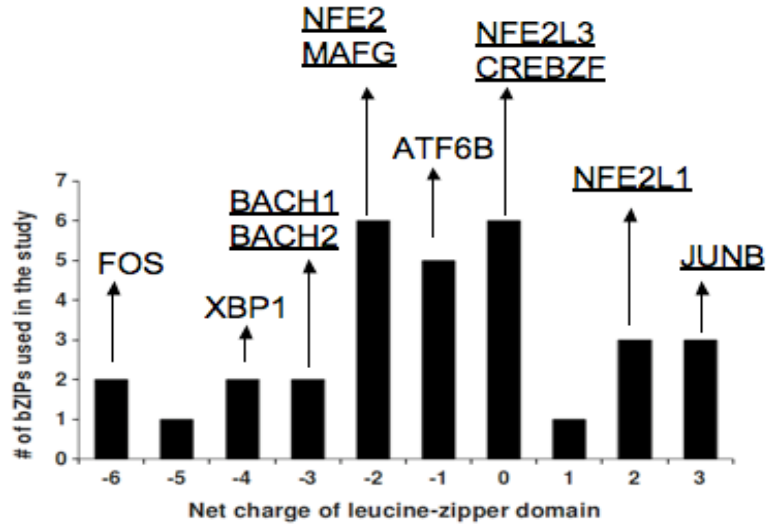 NFE2
MAFG
NFE2L3
CREBZF
ATF6B
NFE2L1
BACH1
BACH2
JUNB
FOS
XBP1
# of bZIPs used in the study
7
6
5
4
3
2
1
0
-6 -5 -4 -3 -2 -1 0 1 2 3
Net charge of leucine-zipper domain